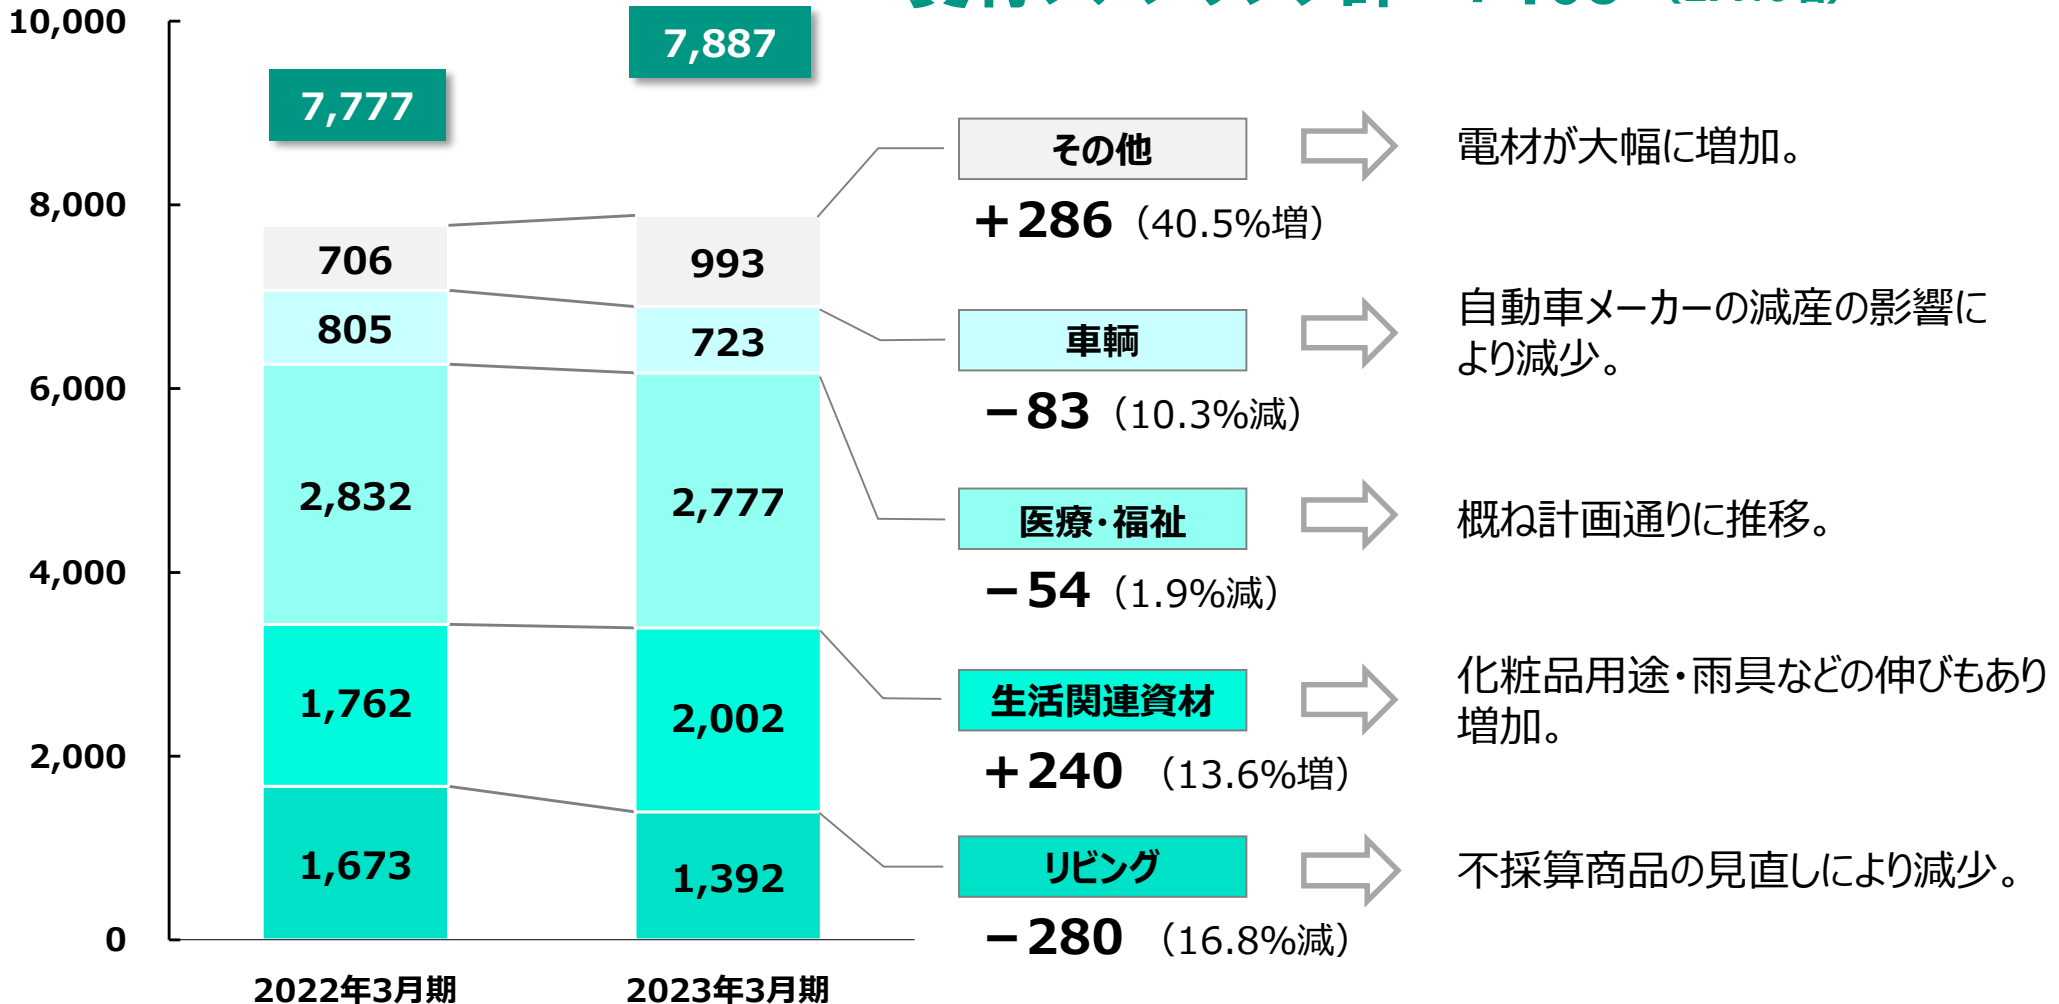 10,000
8,000
6,000
4,000
2,000
0
7,777
706
805
2,832
1,762
1,673
2022年3月期
7,887
993
723
2,777
2,002
1,392
2023年3月期
その他
+286（40.5%増）
電材が大幅に増加。
車輌
-83（10.3%減）
自動車メーカーの減産の影響に
より減少。
医療・福祉
-54（1.9%減）
概ね計画通りに推移。
生活関連資材
+240（13.6%増）
化粧品用途・雨具などの伸びもあり
増加。
リビング
-280（16.8%減）
不採算商品の見直しにより減少。